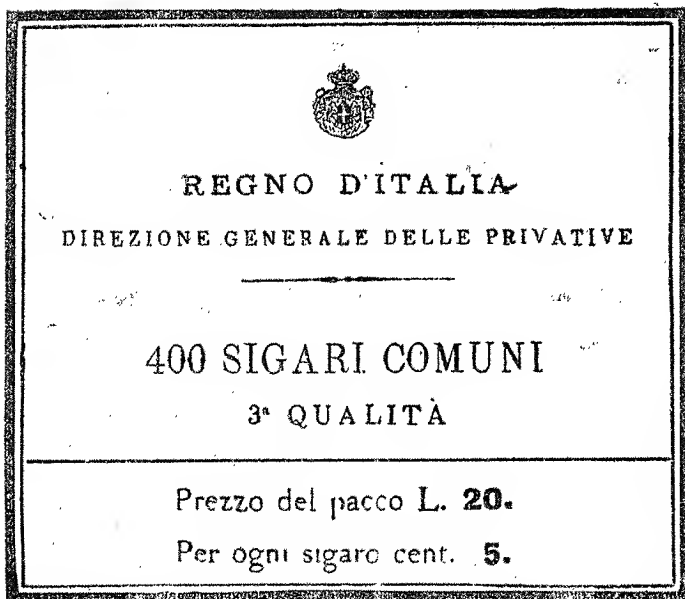 REGNO D'ITALIA
DIREZIONE GENERALE DELLE PRIVATIVE
400 SIGARI COMUNI
3ª QUALITÀ
Prezzo del pacco L. 20.
Per ogni sigaro cent. 5.